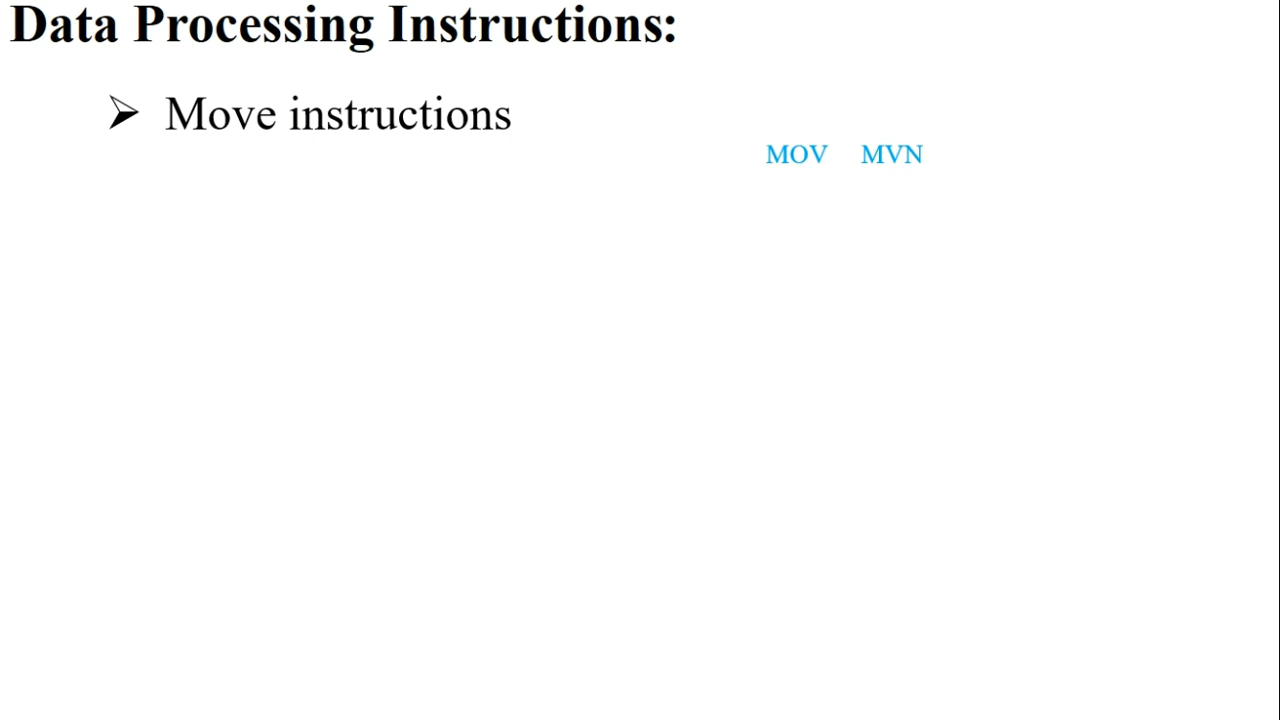 Data Processing Instructions:
➢ Move instructions
MOV MVN